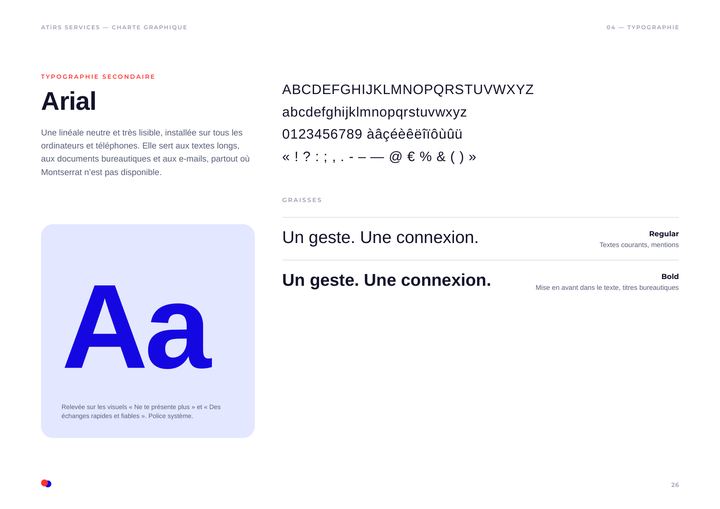 ATÍRS SERVICES — CHARTE GRAPHIQUE
04 — TYPOGRAPHIE
TYPOGRAPHIE SECONDAIRE
Arial
Une linéale neutre et très lisible, installée sur tous les
ordinateurs et téléphones. Elle sert aux textes longs,
aux documents bureautiques et aux e-mails, partout où
Montserrat n’est pas disponible.
Aa
Relevée sur les visuels « Ne te présente plus » et « Des
échanges rapides et fiables ». Police système.
ABCDEFGHIJKLMNOPQRSTUVWXYZ
abcdefghijklmnopqrstuvwxyz
0123456789 àâçéèêëîïôùûü
« ! ? : ; , . - – — @ € % & ( ) »
GRAISSES
Un geste. Une connexion.
Regular
Textes courants, mentions
Un geste. Une connexion.
Bold
Mise en avant dans le texte, titres bureautiques
26